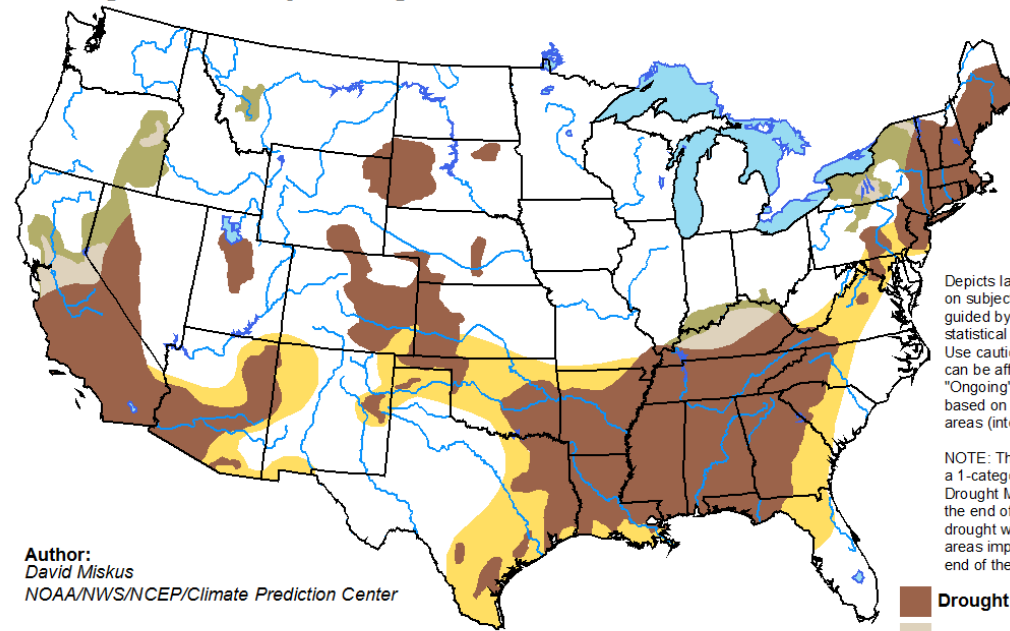 Author:
David Miskus
NOAA/NWS/NCEP/Climate Prediction Center
Depicts la
on subject
guided by
statistical
Use cautio
can be aff
"Ongoing"
based on
areas (inte
NOTE: Th
a 1-catego
Drought M
the end of
drought w
areas imp
end of the
Drought